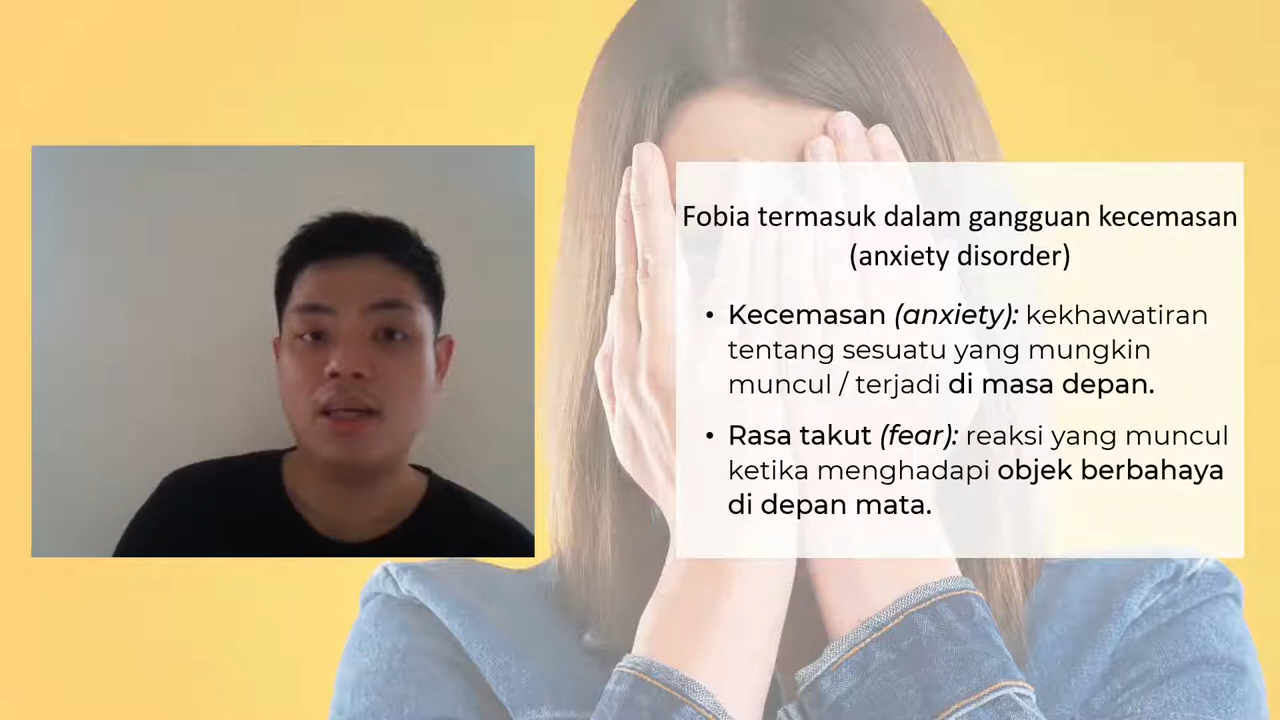 Fobia termasuk dalam gangguan kecemasan
(anxiety disorder)
• Kecemasan (anxiety): kekhawatiran
tentang sesuatu yang mungkin
muncul / terjadi di masa depan.
• Rasa takut (fear): reaksi yang muncul
ketika menghadapi objek berbahaya
di depan mata.